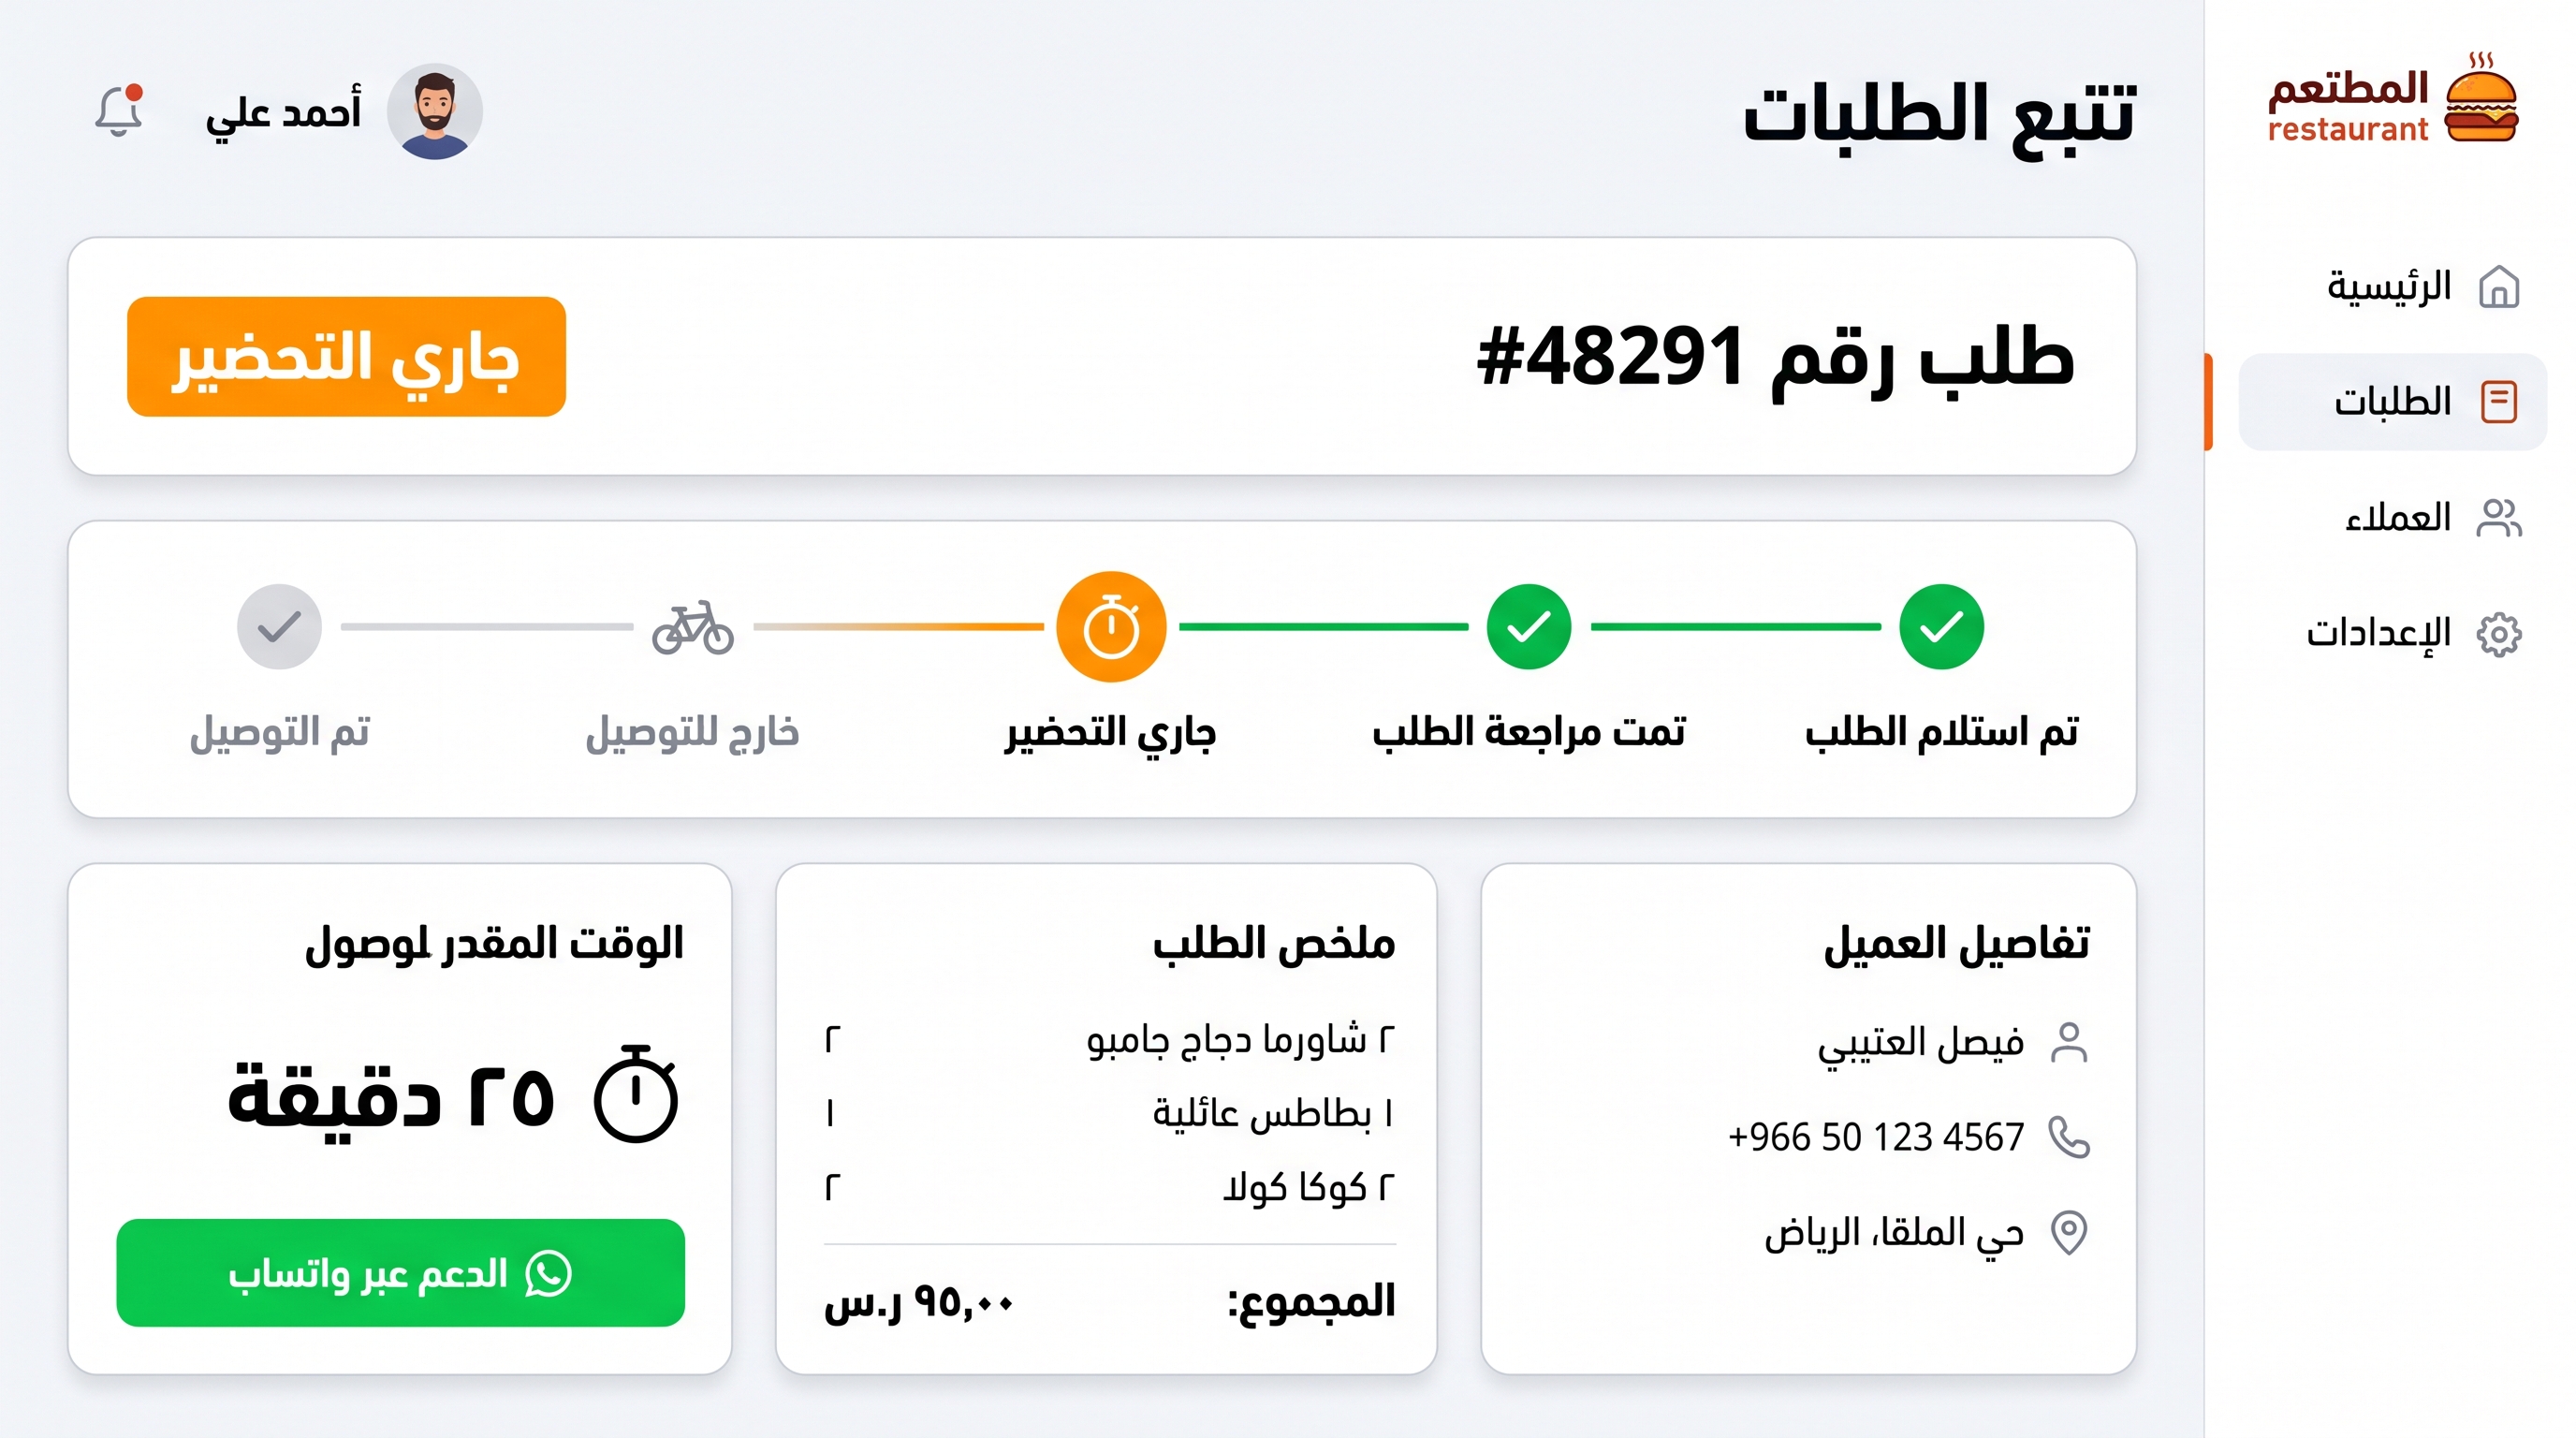 المطتعم
restaurant
الرئيسية
الطلبات
العملاء
الإعدادات
تتبع الطلبات
أحمد علي
طلب رقم 48291#
جاري التحضير
تم استلام الطلب
تمت مراجعة الطلب
جاري التحضير
خارج للتوصيل
تم التوصيل
تفاصيل العميل
فيصل العتيبي
+966 50 123 4567
حي الملقا، الرياض
ملخص الطلب
٢ شاورما دجاج جامبو ٢
١ بطاطس عائلية ١
٢ كوكا كولا ٢
المجموع: ٩٥,٠٠ ر.س
الوقت المقدر لوصول
٢٥ دقيقة
الدعم عبر واتساب